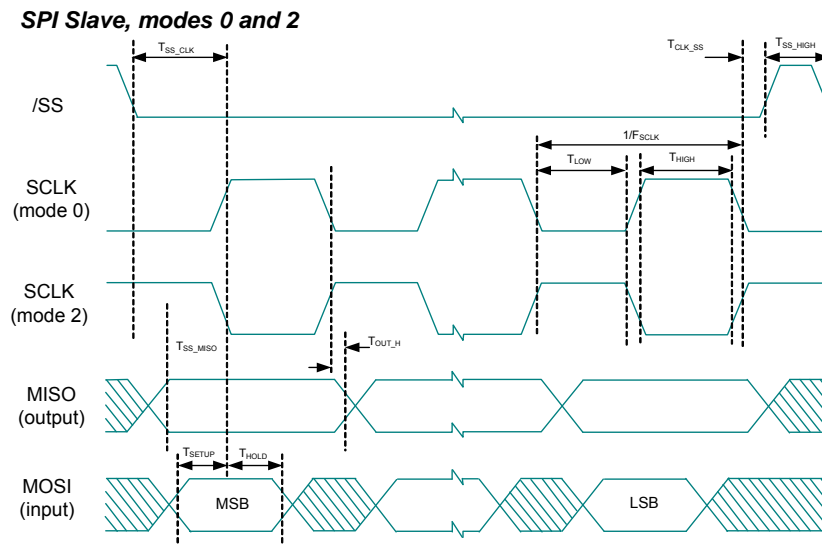 SPI Slave, modes 0 and 2
TSS_CLK
TCLK_SS
TSS_HIGH
/SS
1/FSCLK
TLOW
THIGH
SCLK
(mode 0)
SCLK
(mode 2)
TSS_MISO
TOUT_H
MISO
(output)
TSETUP
THOLD
MOSI
(input)
MSB
LSB